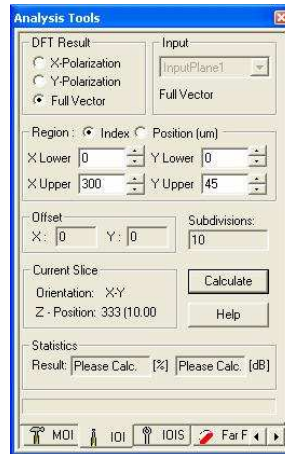 Analysis Tools
DFT Result
X-Polarization
Y-Polarization
Full Vector
Input
InputPlane1
Full Vector
Region : Index Position (um)
X Lower 0 Y Lower 0
X Upper 300 Y Upper 45
Offset
X: 0 Y: 0
Subdivisions:
10
Current Slice
Orientation: X-Y
Z - Position: 333 (10.00
Calculate
Help
Statistics
Result: Please Calc. [%] Please Calc. [dB]
MOI IOI IOIS Far F